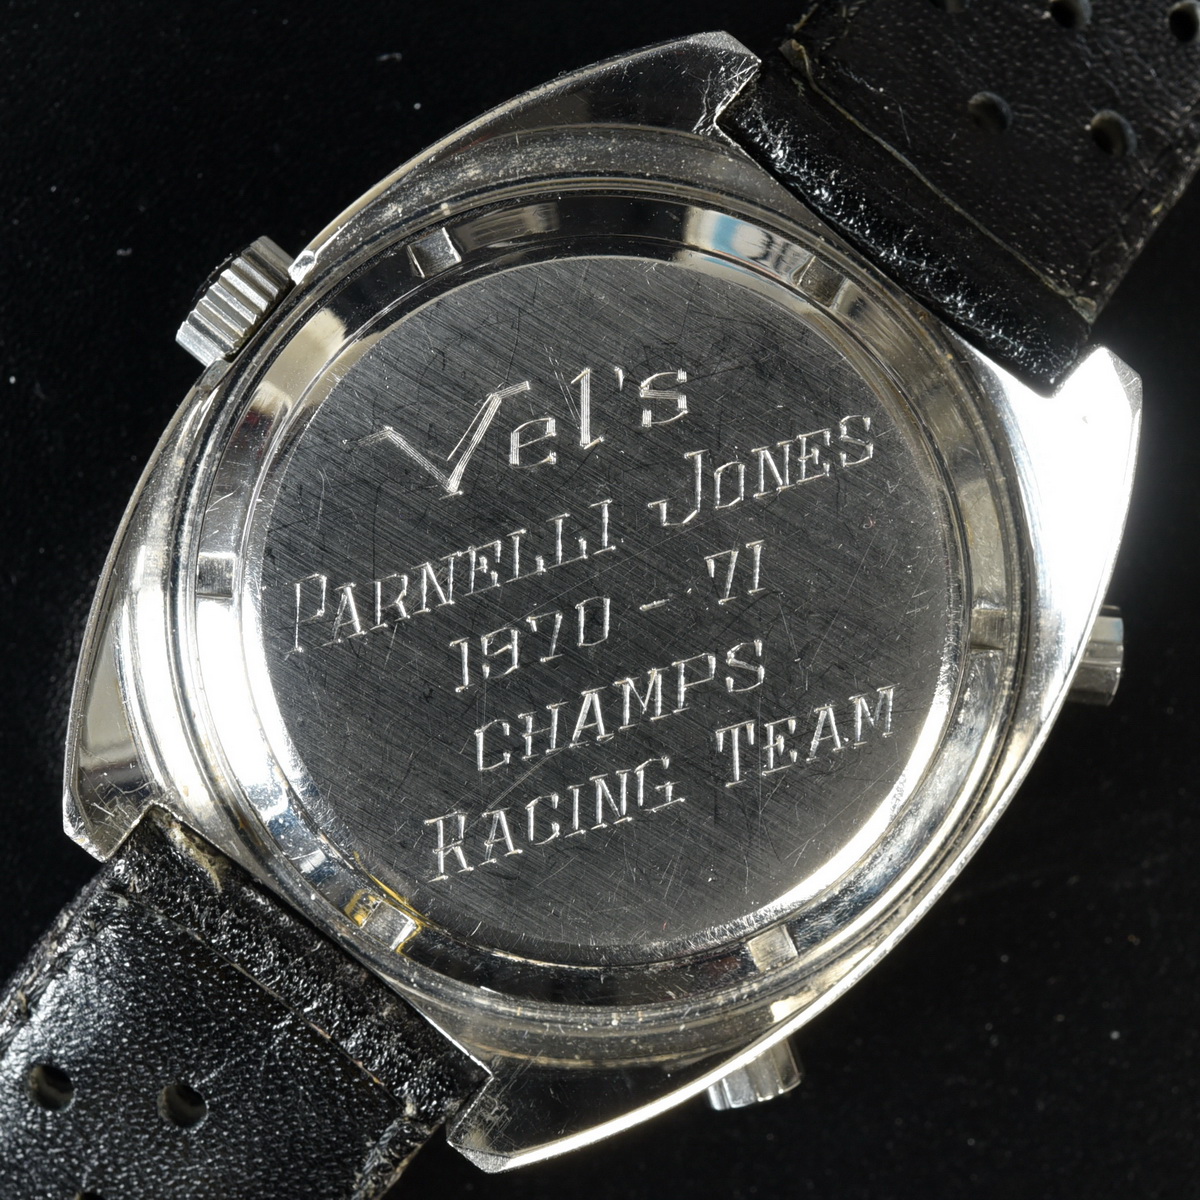 Vel's
PARNELLI JONES
1970 - '71
CHAMPS
RACING TEAM